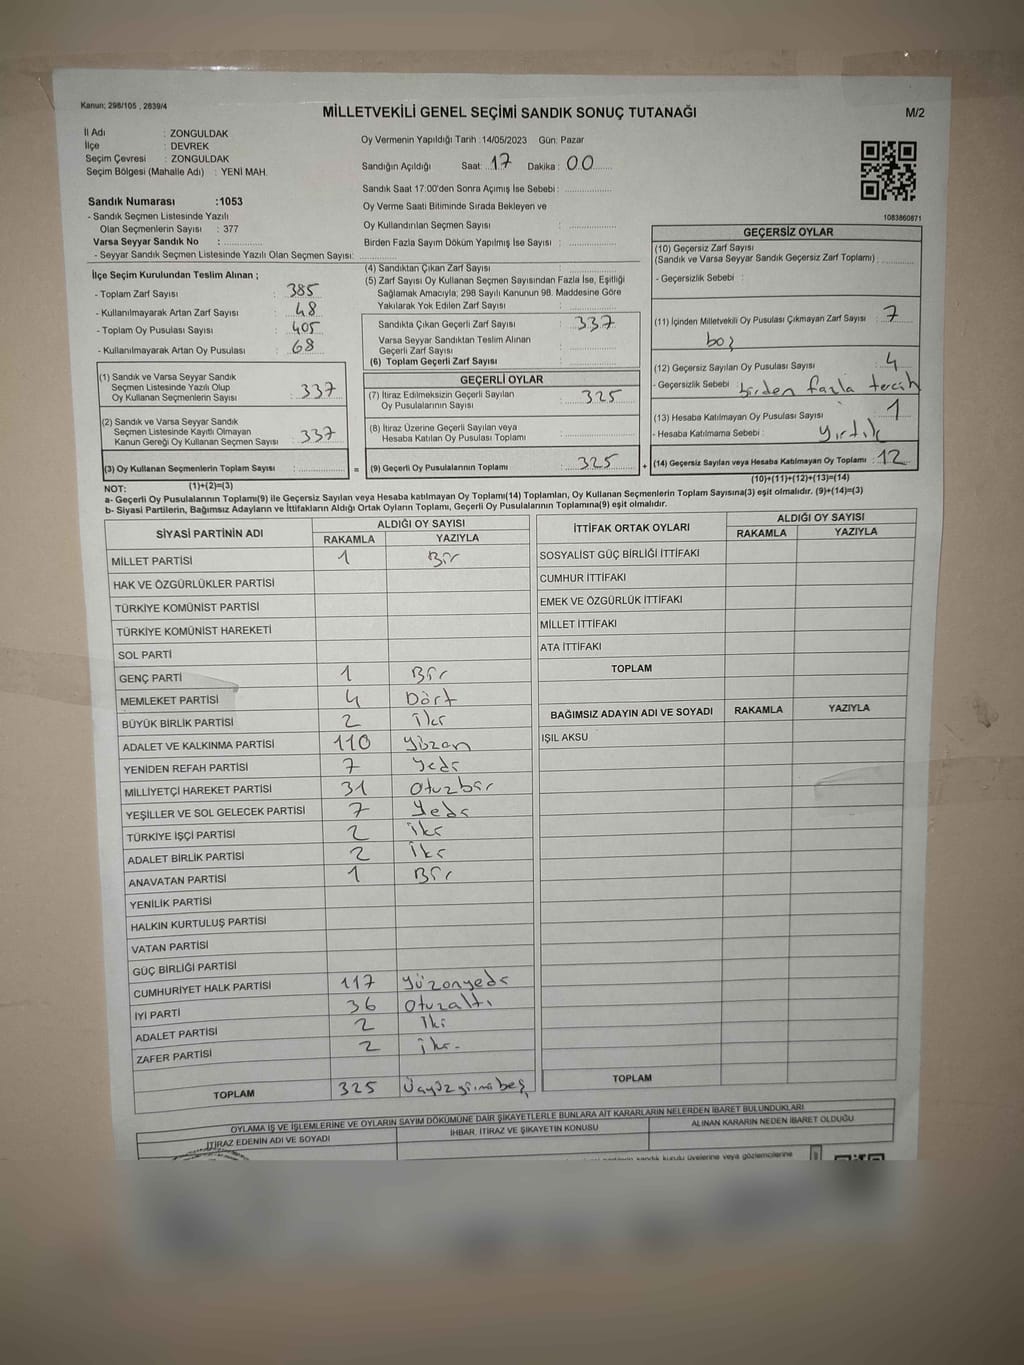 Kanun; 298/105 , 2839/4
MİLLETVEKİLİ GENEL SEÇİMİ SANDIK SONUÇ TUTANAĞI
M/2
İl Adı : ZONGULDAK
İlçe : DEVREK
Seçim Çevresi : ZONGULDAK
Seçim Bölgesi (Mahalle Adı) : YENİ MAH.
Oy Vermenin Yapıldığı Tarih :14/05/2023 Gün: Pazar
Sandığın Açıldığı Saat: 17 Dakika : 00
Sandık Saat 17:00'den Sonra Açımış İse Sebebi :
Oy Verme Saati Bitiminde Sırada Bekleyen ve
Oy Kullandırılan Seçmen Sayısı :
Birden Fazla Sayım Döküm Yapılmış İse Sayısı :
Sandık Numarası :1053
- Sandık Seçmen Listesinde Yazılı
Olan Seçmenlerin Sayısı : 377
Varsa Seyyar Sandık No :
- Seyyar Sandık Seçmen Listesinde Yazılı Olan Seçmen Sayısı:
1083860871
İlçe Seçim Kurulundan Teslim Alınan ;
- Toplam Zarf Sayısı : 385
- Kullanılmayarak Artan Zarf Sayısı : 48
- Toplam Oy Pusulası Sayısı : 405
- Kullanılmayarak Artan Oy Pusulası : 68
(1) Sandık ve Varsa Seyyar Sandık
Seçmen Listesinde Yazılı Olup
Oy Kullanan Seçmenlerin Sayısı : 337
(2) Sandık ve Varsa Seyyar Sandık
Seçmen Listesinde Kayıtlı Olmayan
Kanun Gereği Oy Kullanan Seçmen Sayısı : 337
(3) Oy Kullanan Seçmenlerin Toplam Sayısı :
(1)+(2)=(3)
(4) Sandıktan Çıkan Zarf Sayısı :
(5) Zarf Sayısı Oy Kullanan Seçmen Sayısından Fazla İse, Eşitliği
Sağlamak Amacıyla; 298 Sayılı Kanunun 98. Maddesine Göre
Yakılarak Yok Edilen Zarf Sayısı :
Sandıkta Çıkan Geçerli Zarf Sayısı : 337
Varsa Seyyar Sandıktan Teslim Alınan
Geçerli Zarf Sayısı :
(6) Toplam Geçerli Zarf Sayısı :
GEÇERLİ OYLAR
(7) İtiraz Edilmeksizin Geçerli Sayılan
Oy Pusulalarının Sayısı : 325
(8) İtiraz Üzerine Geçerli Sayılan veya
Hesaba Katılan Oy Pusulası Toplamı :
= (9) Geçerli Oy Pusulalarının Toplamı : 325 +
GEÇERSİZ OYLAR
(10) Geçersiz Zarf Sayısı
(Sandık ve Varsa Seyyar Sandık Geçersiz Zarf Toplamı) :
- Geçersizlik Sebebi :
(11) İçinden Milletvekili Oy Pusulası Çıkmayan Zarf Sayısı : 7
boş
(12) Geçersiz Sayılan Oy Pusulası Sayısı : 4
- Geçersizlik Sebebi : birden fazla tercih
(13) Hesaba Katılmayan Oy Pusulası Sayısı : 1
- Hesaba Katılmama Sebebi : yırtık
(14) Geçersiz Sayılan veya Hesaba Katılmayan Oy Toplamı : 12
(10)+(11)+(12)+(13)=(14)
NOT:
a- Geçerli Oy Pusulalarının Toplamı(9) ile Geçersiz Sayılan veya Hesaba katılmayan Oy Toplamı(14) Toplamları, Oy Kullanan Seçmenlerin Toplam Sayısına(3) eşit olmalıdır. (9)+(14)=(3)
b- Siyasi Partilerin, Bağımsız Adayların ve İttifakların Aldığı Ortak Oyların Toplamı, Geçerli Oy Pusulalarının Toplamına(9) eşit olmalıdır.
SİYASİ PARTİNİN ADI
ALDIĞI OY SAYISI
RAKAMLA YAZIYLA
MİLLET PARTİSİ 1 Bir
HAK VE ÖZGÜRLÜKLER PARTİSİ
TÜRKİYE KOMÜNİST PARTİSİ
TÜRKİYE KOMÜNİST HAREKETİ
SOL PARTİ
GENÇ PARTİ 1 Bir
MEMLEKET PARTİSİ 4 Dört
BÜYÜK BİRLİK PARTİSİ 2 iki
ADALET VE KALKINMA PARTİSİ 110 yüzon
YENİDEN REFAH PARTİSİ 7 yedi
MİLLİYETÇİ HAREKET PARTİSİ 31 otuzbir
YEŞİLLER VE SOL GELECEK PARTİSİ 7 yedi
TÜRKİYE İŞÇİ PARTİSİ 2 iki
ADALET BİRLİK PARTİSİ 2 iki
ANAVATAN PARTİSİ 1 Bir
YENİLİK PARTİSİ
HALKIN KURTULUŞ PARTİSİ
VATAN PARTİSİ
GÜÇ BİRLİĞİ PARTİSİ
CUMHURİYET HALK PARTİSİ 117 yüzonyedi
İYİ PARTİ 36 otuzaltı
ADALET PARTİSİ 2 iki
ZAFER PARTİSİ 2 iki-
TOPLAM 325 Üçyüzyirmibeş
İTTİFAK ORTAK OYLARI
ALDIĞI OY SAYISI
RAKAMLA YAZIYLA
SOSYALİST GÜÇ BİRLİĞİ İTTİFAKI
CUMHUR İTTİFAKI
EMEK VE ÖZGÜRLÜK İTTİFAKI
MİLLET İTTİFAKI
ATA İTTİFAKI
TOPLAM
BAĞIMSIZ ADAYIN ADI VE SOYADI RAKAMLA YAZIYLA
IŞIL AKSU
TOPLAM
OYLAMA İŞ VE İŞLEMLERİNE VE OYLARIN SAYIM DÖKÜMÜNE DAİR ŞİKAYETLERLE BUNLARA AİT KARARLARIN NELERDEN İBARET BULUNDUKLARI
İTİRAZ EDENİN ADI VE SOYADI
İHBAR, İTİRAZ VE ŞİKAYETİN KONUSU
ALINAN KARARIN NEDEN İBARET OLDUĞU
sandık kurulu üyelerine veya gözlemcilerine